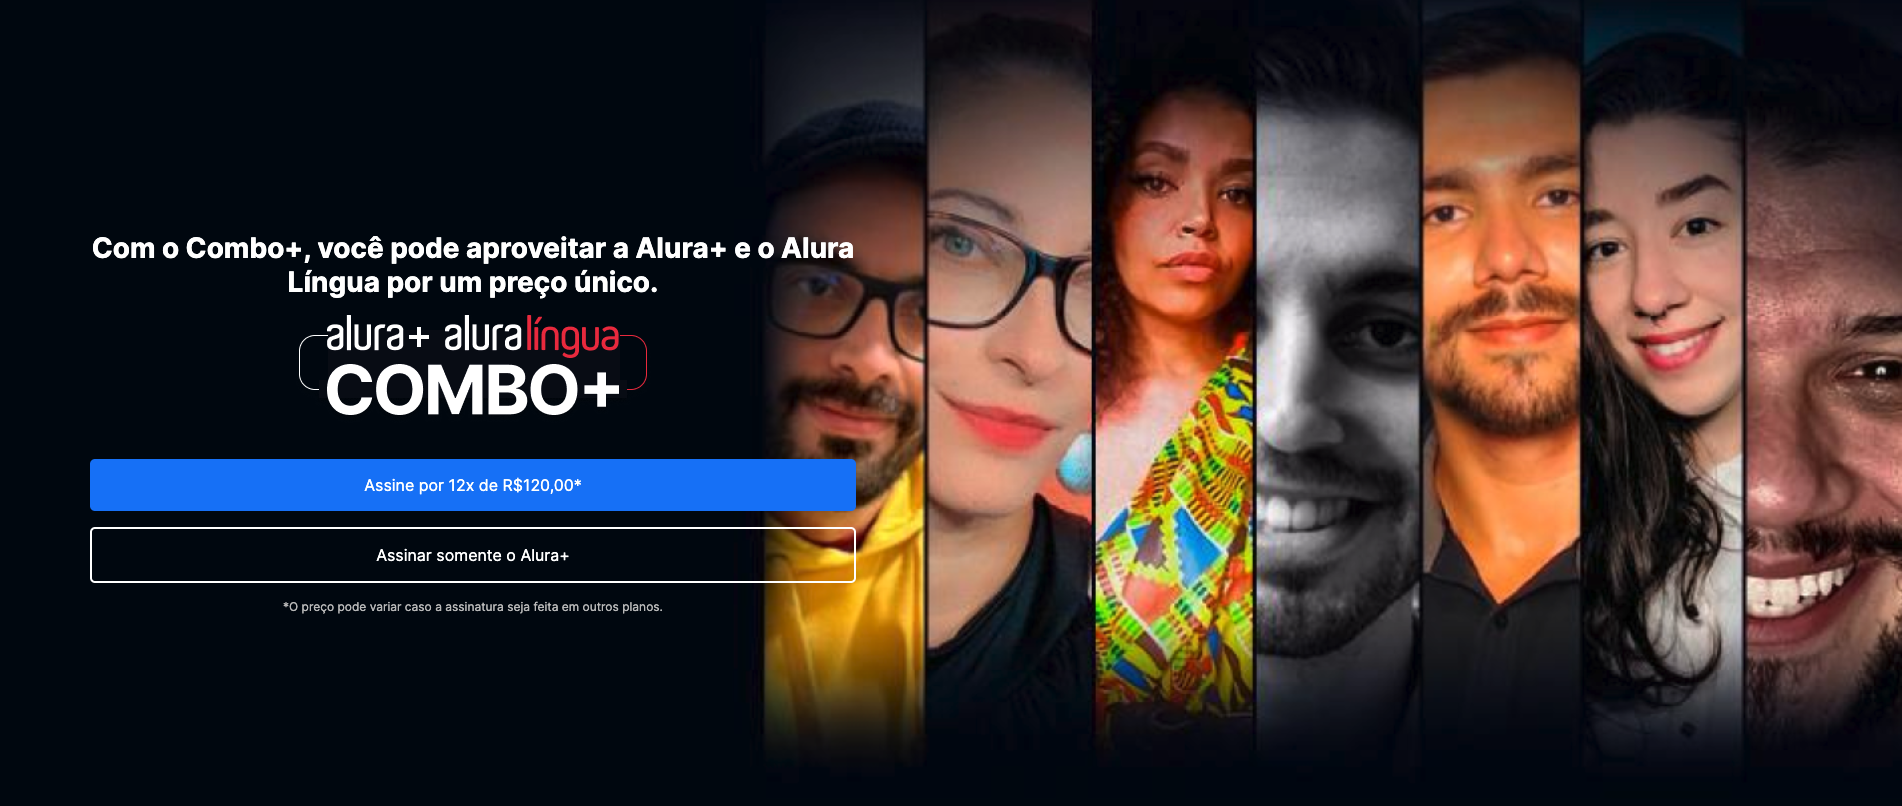 Com o Combo+, você pode aproveitar a Alura+ e o Alura
Língua por um preço único.
alura+ aluralíngua
COMBO+
Assine por 12x de R$120,00*
Assinar somente o Alura+
*O preço pode variar caso a assinatura seja feita em outros planos.